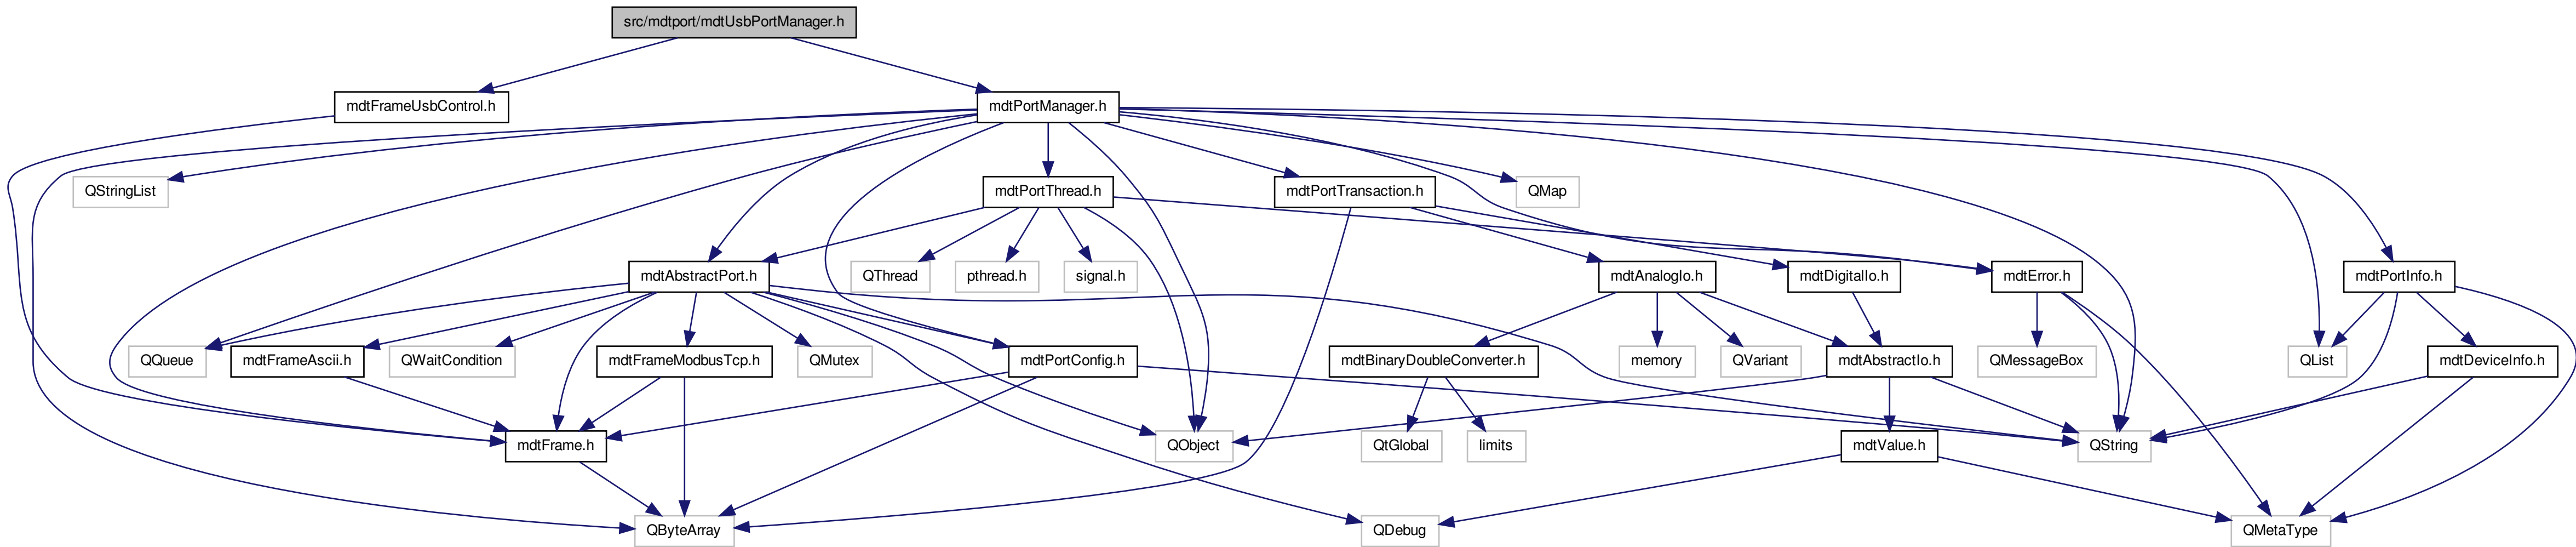 src/mdtport/mdtUsbPortManager.h
mdtFrameUsbControl.h
mdtPortManager.h
QStringList
mdtPortThread.h
mdtPortTransaction.h
QMap
mdtAbstractPort.h
QThread
pthread.h
signal.h
mdtAnalogIo.h
mdtDigitalIo.h
mdtError.h
mdtPortInfo.h
QQueue
mdtFrameAscii.h
QWaitCondition
mdtFrameModbusTcp.h
QMutex
mdtPortConfig.h
mdtBinaryDoubleConverter.h
memory
QVariant
mdtAbstractIo.h
QMessageBox
QList
mdtDeviceInfo.h
mdtFrame.h
QObject
QtGlobal
limits
mdtValue.h
QString
QByteArray
QDebug
QMetaType